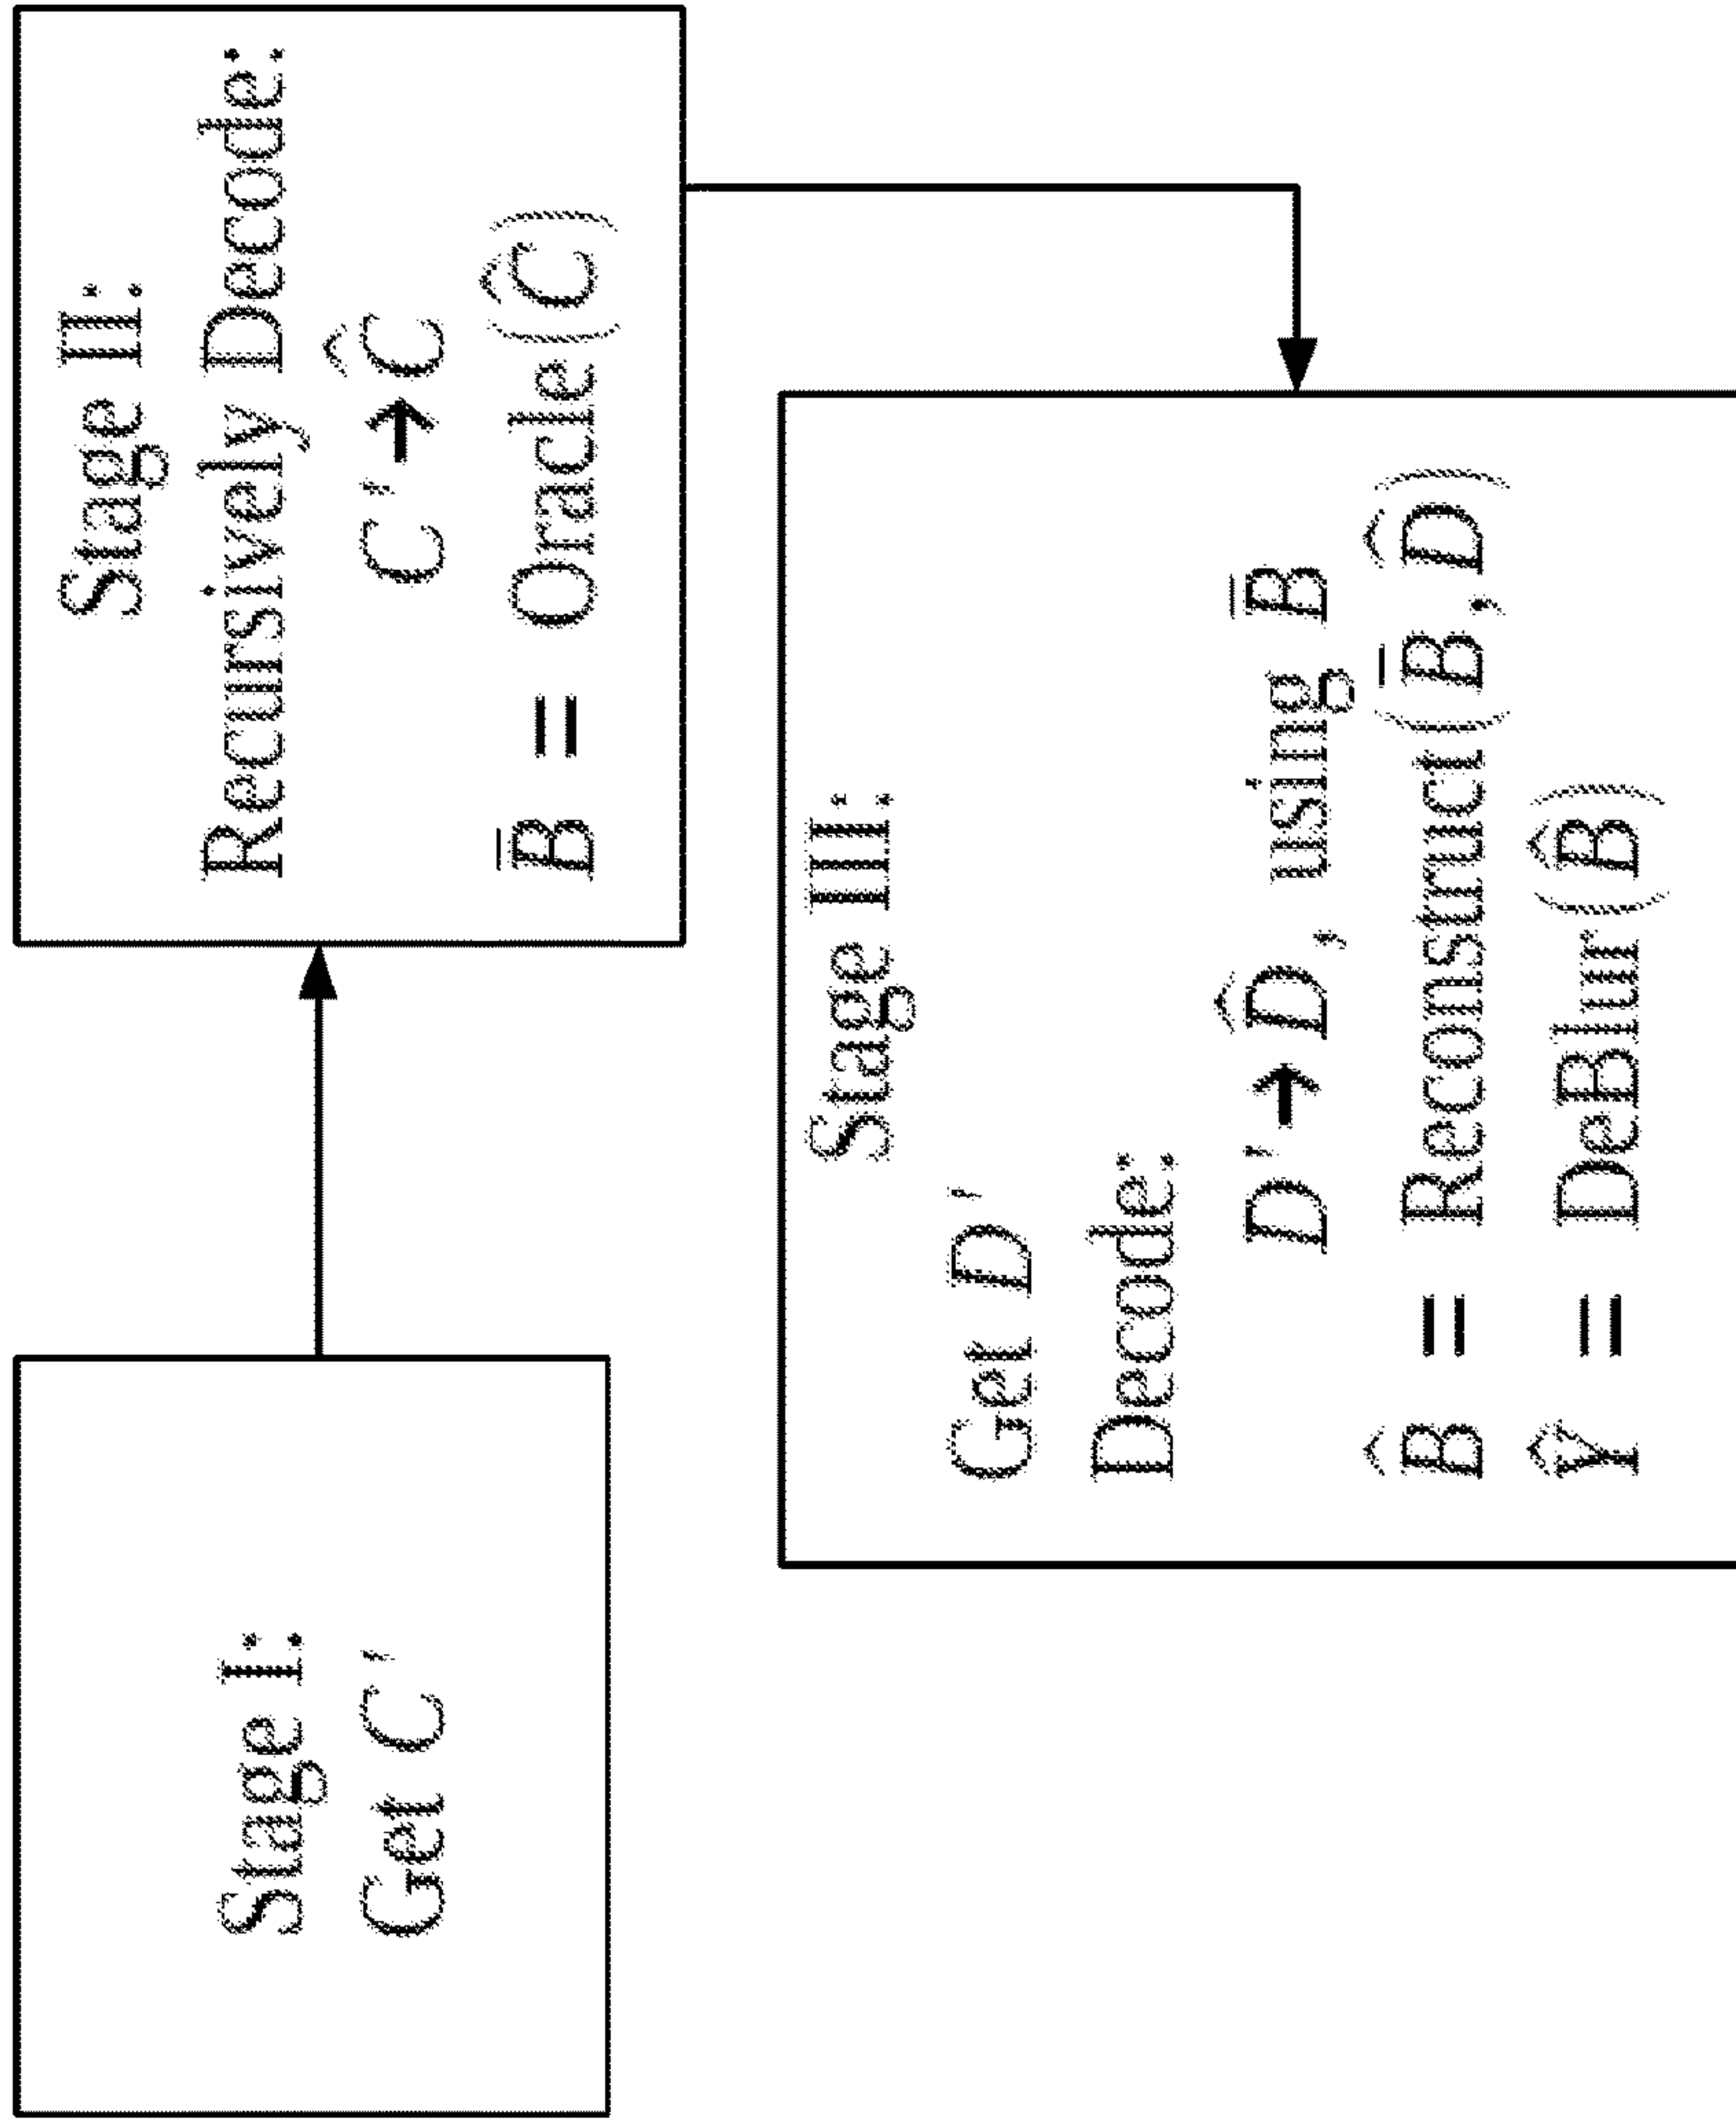 Stage I:
Get C'
Stage II:
Recursively Decode:
C' → Ĉ
B̄ = Oracle(Ĉ)
Stage III:
Get D'
Decode:
D' → D̂, using B̄
B̂ = Reconstruct(B̄, D̂)
Ŷ = DeBlur(B̂)